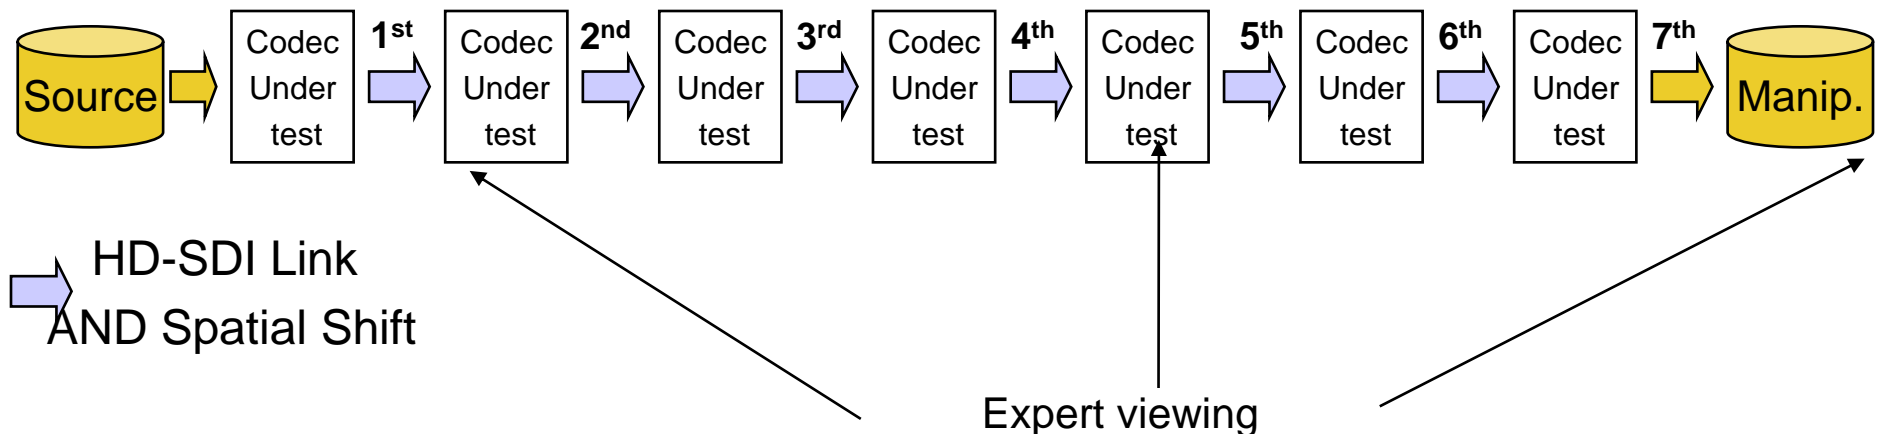 Source
Codec
Under
test
1st
Codec
Under
test
2nd
Codec
Under
test
3rd
Codec
Under
test
4th
Codec
Under
test
5th
Codec
Under
test
6th
Codec
Under
test
7th
Manip.
HD-SDI Link
AND Spatial Shift
Expert viewing